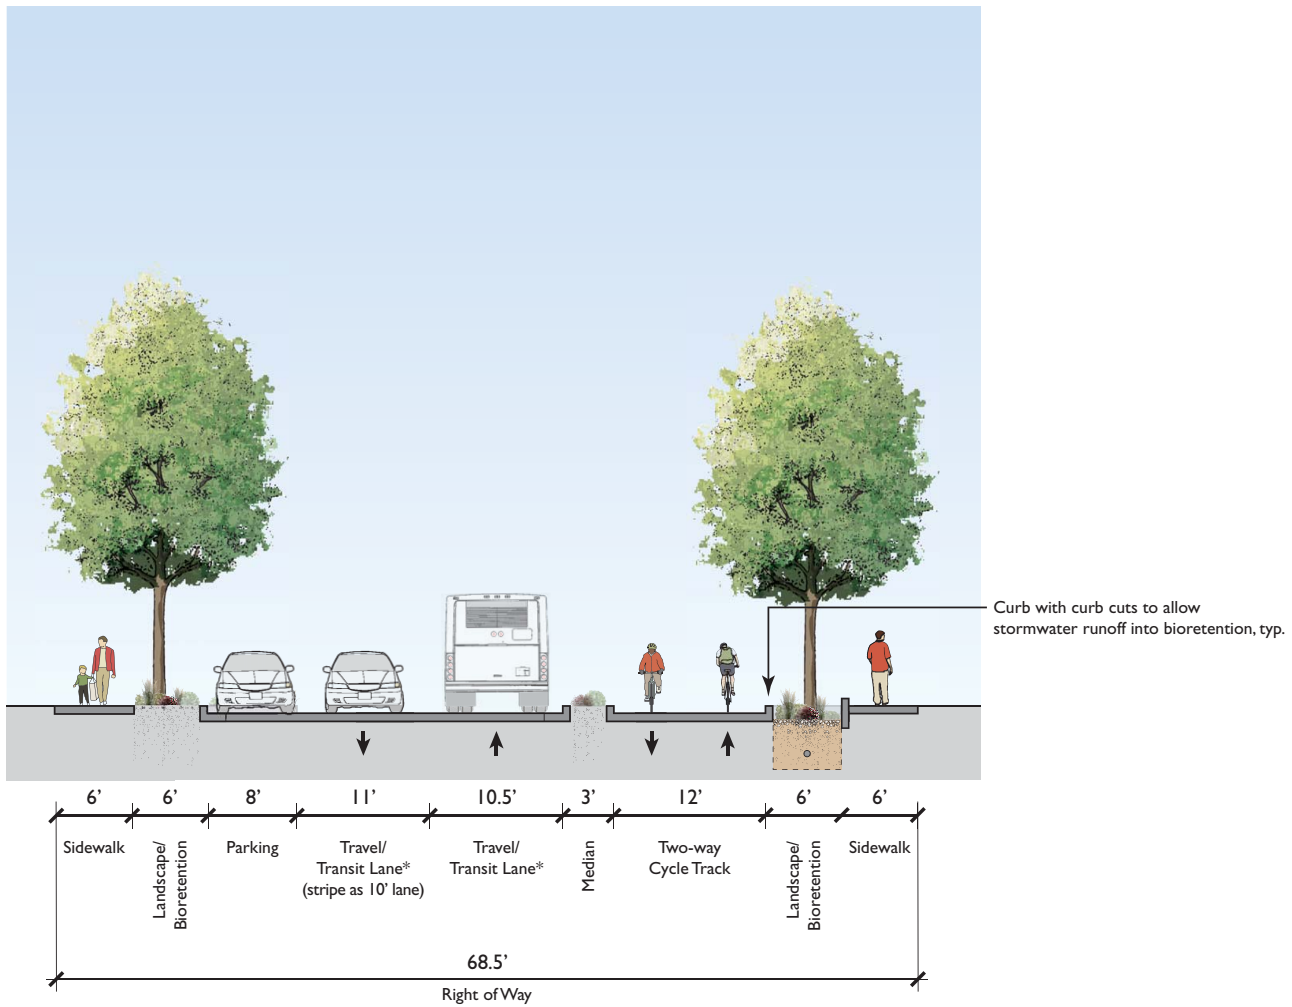 Curb with curb cuts to allow
stormwater runoff into bioretention, typ.
6’ 6’ 8’ 11’ 10.5’ 3’ 12’ 6’ 6’
Sidewalk
Landscape/
Bioretention
Parking
Travel/
Transit Lane*
(stripe as 10’ lane)
Travel/
Transit Lane*
Median
Two-way
Cycle Track
Landscape/
Bioretention
Sidewalk
68.5’
Right of Way